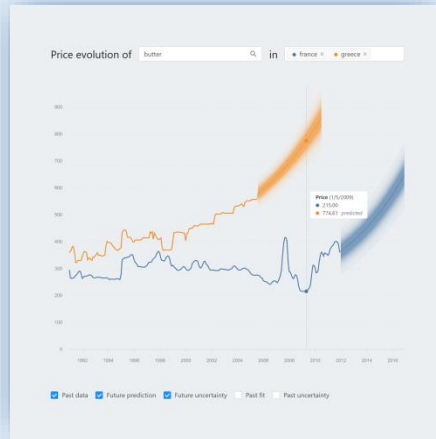 Price evolution of butter in france × greece ×
900
800
700
600
500
400
300
200
100
0
Price (1/5/2009)
215.00
774.61 predicted
1992 1994 1996 1998 2000 2002 2004 2006 2008 2010 2012 2014 2016
Past data Future prediction Future uncertainty Past fit Past uncertainty